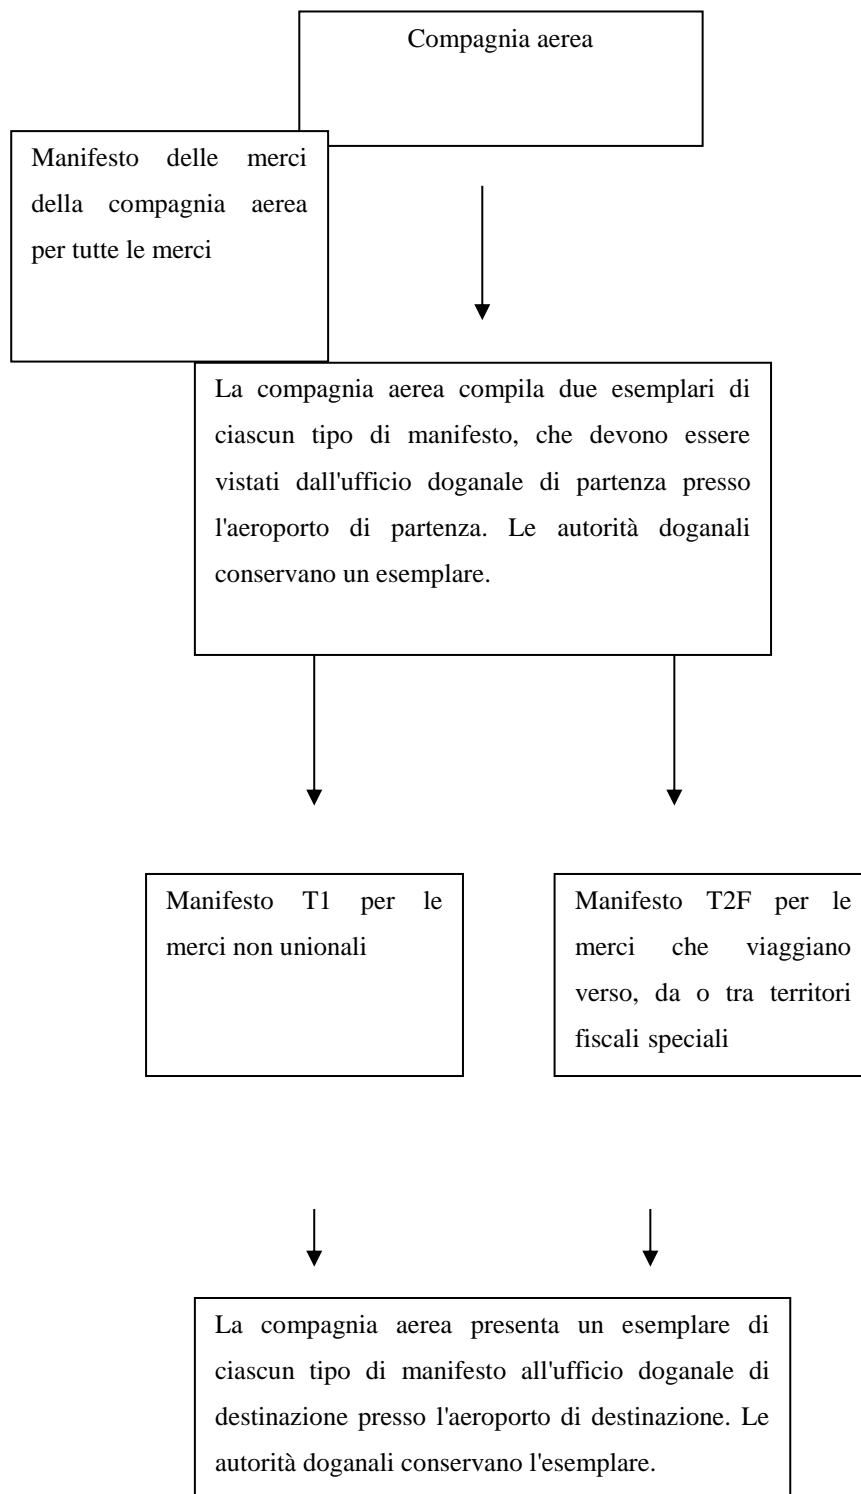 Compagnia aerea
Manifesto delle merci
della compagnia aerea
per tutte le merci
La compagnia aerea compila due esemplari di
ciascun tipo di manifesto, che devono essere
vistati dall'ufficio doganale di partenza presso
l'aeroporto di partenza. Le autorità doganali
conservano un esemplare.
Manifesto T1 per le
merci non unionali
Manifesto T2F per le
merci che viaggiano
verso, da o tra territori
fiscali speciali
La compagnia aerea presenta un esemplare di
ciascun tipo di manifesto all'ufficio doganale di
destinazione presso l'aeroporto di destinazione. Le
autorità doganali conservano l'esemplare.